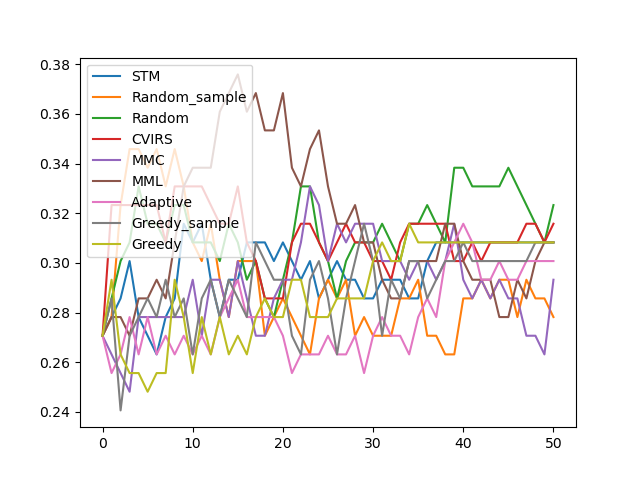 0.38
0.36
0.34
0.32
0.30
0.28
0.26
0.24
STM
Random_sample
Random
CVIRS
MMC
MML
Adaptive
Greedy_sample
Greedy
0 10 20 30 40 50